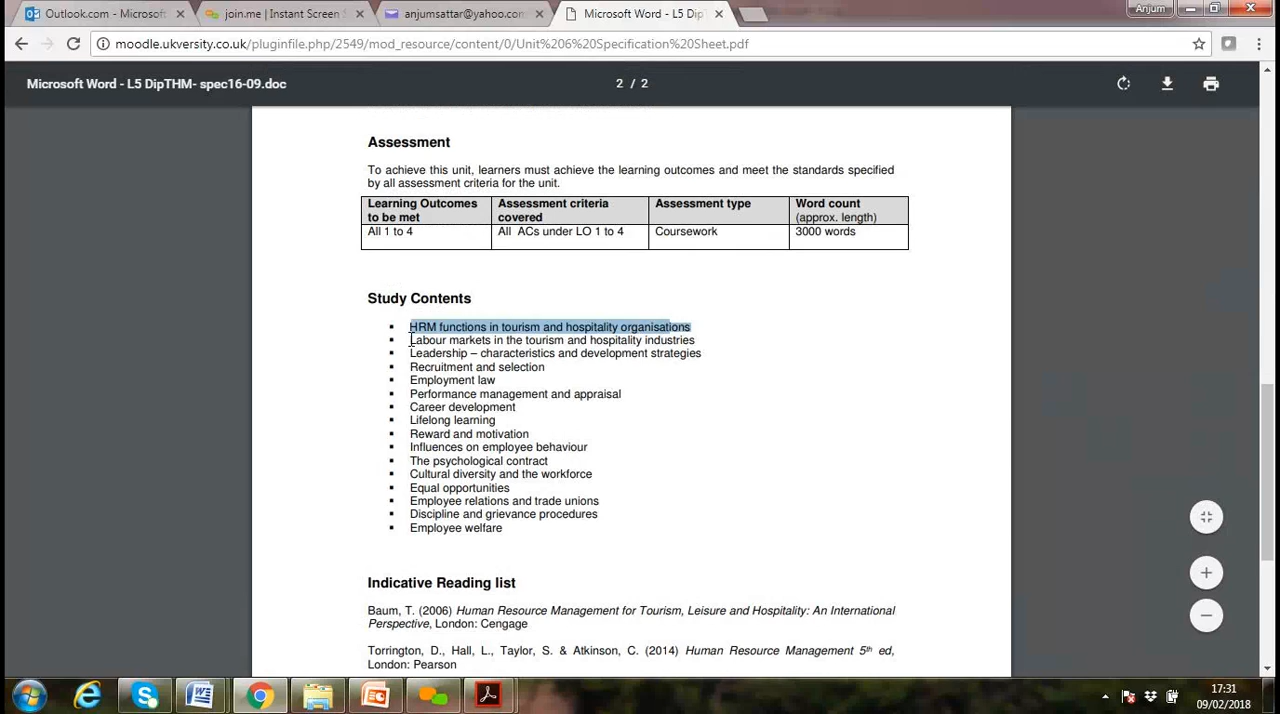 Outlook.com - Microsoft
join.me | Instant Screen
anjumsattar@yahoo.com
Microsoft Word - L5 Dip
Anjum
moodle.ukversity.co.uk/pluginfile.php/2549/mod_resource/content/0/Unit%206%20Specification%20Sheet.pdf
Microsoft Word - L5 DipTHM- spec16-09.doc
2 / 2
Assessment
To achieve this unit, learners must achieve the learning outcomes and meet the standards specified
by all assessment criteria for the unit.
Learning Outcomes to be met
Assessment criteria covered
Assessment type
Word count (approx. length)
All 1 to 4
All ACs under LO 1 to 4
Coursework
3000 words
Study Contents
▪ HRM functions in tourism and hospitality organisations
▪ Labour markets in the tourism and hospitality industries
▪ Leadership – characteristics and development strategies
▪ Recruitment and selection
▪ Employment law
▪ Performance management and appraisal
▪ Career development
▪ Lifelong learning
▪ Reward and motivation
▪ Influences on employee behaviour
▪ The psychological contract
▪ Cultural diversity and the workforce
▪ Equal opportunities
▪ Employee relations and trade unions
▪ Discipline and grievance procedures
▪ Employee welfare
Indicative Reading list
Baum, T. (2006) Human Resource Management for Tourism, Leisure and Hospitality: An International
Perspective, London: Cengage
Torrington, D., Hall, L., Taylor, S. & Atkinson, C. (2014) Human Resource Management 5th ed,
London: Pearson
17:31
09/02/2018